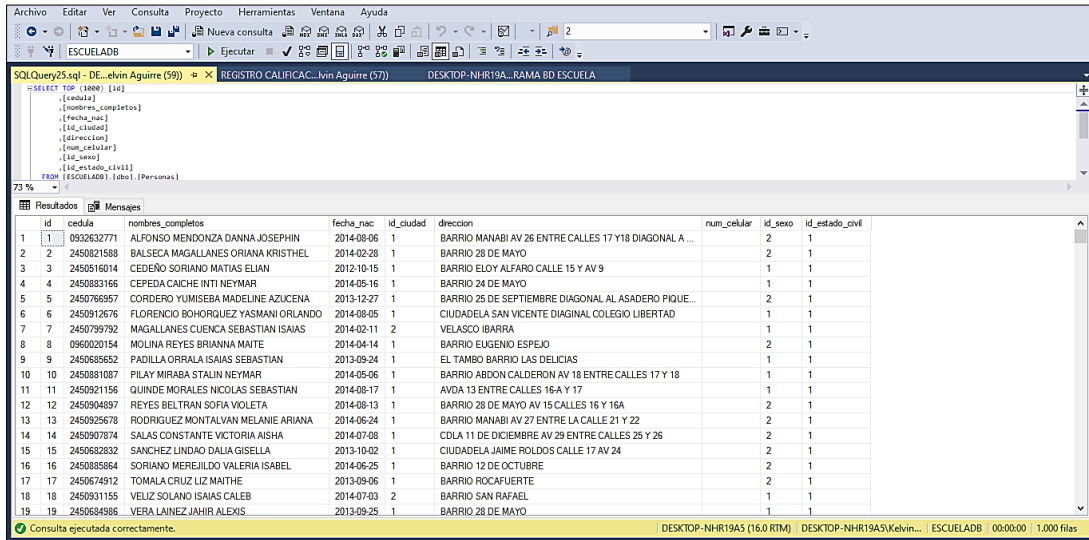 Archivo Editar Ver Consulta Proyecto Herramientas Ventana Ayuda
Nueva consulta 2
ESCUELADB Ejecutar
SQLQuery25.sql - DE...elvin Aguirre (59)) REGISTRO CALIFICAC...lvin Aguirre (57)) DESKTOP-NHR19A...RAMA BD ESCUELA
SELECT TOP (1000) [id]
,[cedula]
,[nombres_completos]
,[fecha_nac]
,[id_ciudad]
,[direccion]
,[num_celular]
,[id_sexo]
,[id_estado_civil]
FROM [ESCUELADB].[dbo].[Personas]
73 %
Resultados Mensajes
id cedula nombres_completos fecha_nac id_ciudad direccion num_celular id_sexo id_estado_civil
1 1 0932632771 ALFONSO MENDONZA DANNA JOSEPHIN 2014-08-06 1 BARRIO MANABI AV 26 ENTRE CALLES 17 Y18 DIAGONAL A ... 2 1
2 2 2450821588 BALSECA MAGALLANES ORIANA KRISTHEL 2014-02-28 1 BARRIO 28 DE MAYO 2 1
3 3 2450516014 CEDEÑO SORIANO MATIAS ELIAN 2012-10-15 1 BARRIO ELOY ALFARO CALLE 15 Y AV 9 1 1
4 4 2450883166 CEPEDA CAICHE INTI NEYMAR 2014-05-16 1 BARRIO 24 DE MAYO 1 1
5 5 2450766957 CORDERO YUMISEBA MADELINE AZUCENA 2013-12-27 1 BARRIO 25 DE SEPTIEMBRE DIAGONAL AL ASADERO PIQUE... 2 1
6 6 2450912676 FLORENCIO BOHORQUEZ YASMANI ORLANDO 2014-08-05 1 CIUDADELA SAN VICENTE DIAGINAL COLEGIO LIBERTAD 1 1
7 7 2450799792 MAGALLANES CUENCA SEBASTIAN ISAIAS 2014-02-11 2 VELASCO IBARRA 1 1
8 8 0960020154 MOLINA REYES BRIANNA MAITE 2014-04-14 1 BARRIO EUGENIO ESPEJO 2 1
9 9 2450685652 PADILLA ORRALA ISAIAS SEBASTIAN 2013-09-24 1 EL TAMBO BARRIO LAS DELICIAS 1 1
10 10 2450881087 PILAY MIRABA STALIN NEYMAR 2014-05-06 1 BARRIO ABDON CALDERON AV 18 ENTRE CALLES 17 Y 18 1 1
11 11 2450921156 QUINDE MORALES NICOLAS SEBASTIAN 2014-08-17 1 AVDA 13 ENTRE CALLES 16-A Y 17 1 1
12 12 2450904897 REYES BELTRAN SOFIA VIOLETA 2014-08-13 1 BARRIO 28 DE MAYO AV 15 CALLES 16 Y 16A 2 1
13 13 2450925678 RODRIGUEZ MONTALVAN MELANIE ARIANA 2014-06-24 1 BARRIO MANABI AV 27 ENTRE LA CALLE 21 Y 22 2 1
14 14 2450907874 SALAS CONSTANTE VICTORIA AISHA 2014-07-08 1 CDLA 11 DE DICIEMBRE AV 29 ENTRE CALLES 25 Y 26 2 1
15 15 2450682832 SANCHEZ LINDAO DALIA GISELLA 2013-10-02 1 CIUDADELA JAIME ROLDOS CALLE 17 AV 24 2 1
16 16 2450885864 SORIANO MEREJILDO VALERIA ISABEL 2014-06-25 1 BARRIO 12 DE OCTUBRE 2 1
17 17 2450674912 TOMALA CRUZ LIZ MAITHE 2013-09-06 1 BARRIO ROCAFUERTE 2 1
18 18 2450931155 VELIZ SOLANO ISAIAS CALEB 2014-07-03 2 BARRIO SAN RAFAEL 1 1
19 19 2450684986 VERA LAINEZ JAHIR ALEXIS 2013-09-25 1 BARRIO 28 DE MAYO 1 1
Consulta ejecutada correctamente. DESKTOP-NHR19A5 (16.0 RTM) DESKTOP-NHR19A5\Kelvin... ESCUELADB 00:00:00 1.000 filas